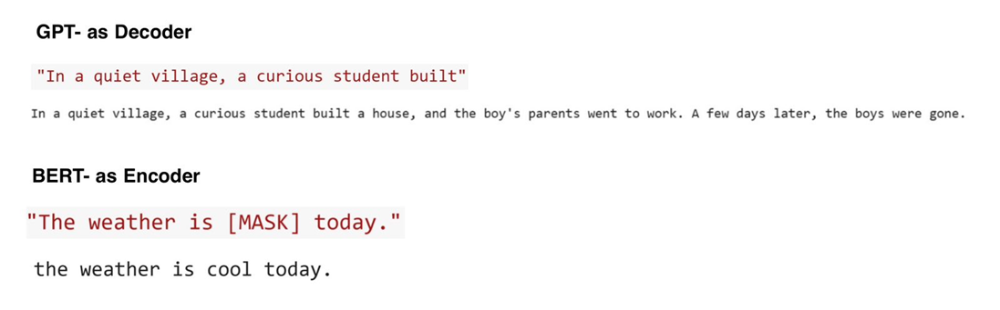 GPT- as Decoder
"In a quiet village, a curious student built"
In a quiet village, a curious student built a house, and the boy's parents went to work. A few days later, the boys were gone.
BERT- as Encoder
"The weather is [MASK] today."
the weather is cool today.